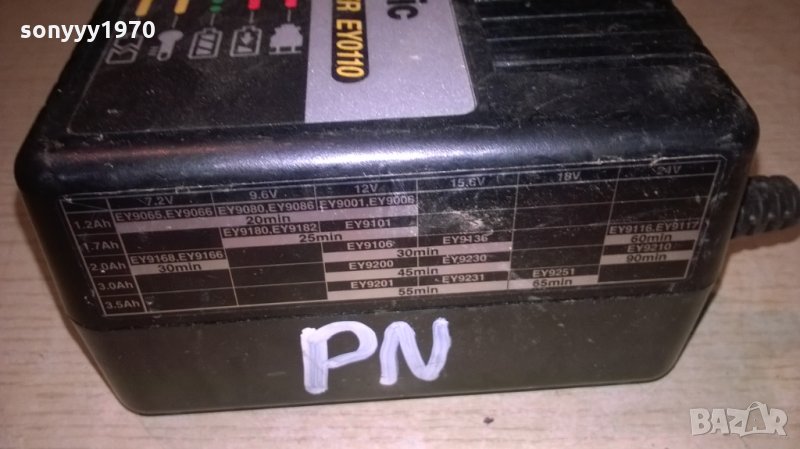 sonyyy1970
ic
R EY0110
7.2V 9.6V 12V 15.6V 18V 24V
1.2Ah EY9065,EY9066 EY9080,EY9086 EY9001,EY9006
20min
1.7Ah EY9180,EY9182 EY9101 EY9116,EY9117
25min 60min
2.0Ah EY9168,EY9166 EY9106 EY9136 EY9210
30min 30min 90min
3.0Ah EY9200 EY9230
45min
3.5Ah EY9201 EY9231 EY9251
55min 65min
PN
BAZAR